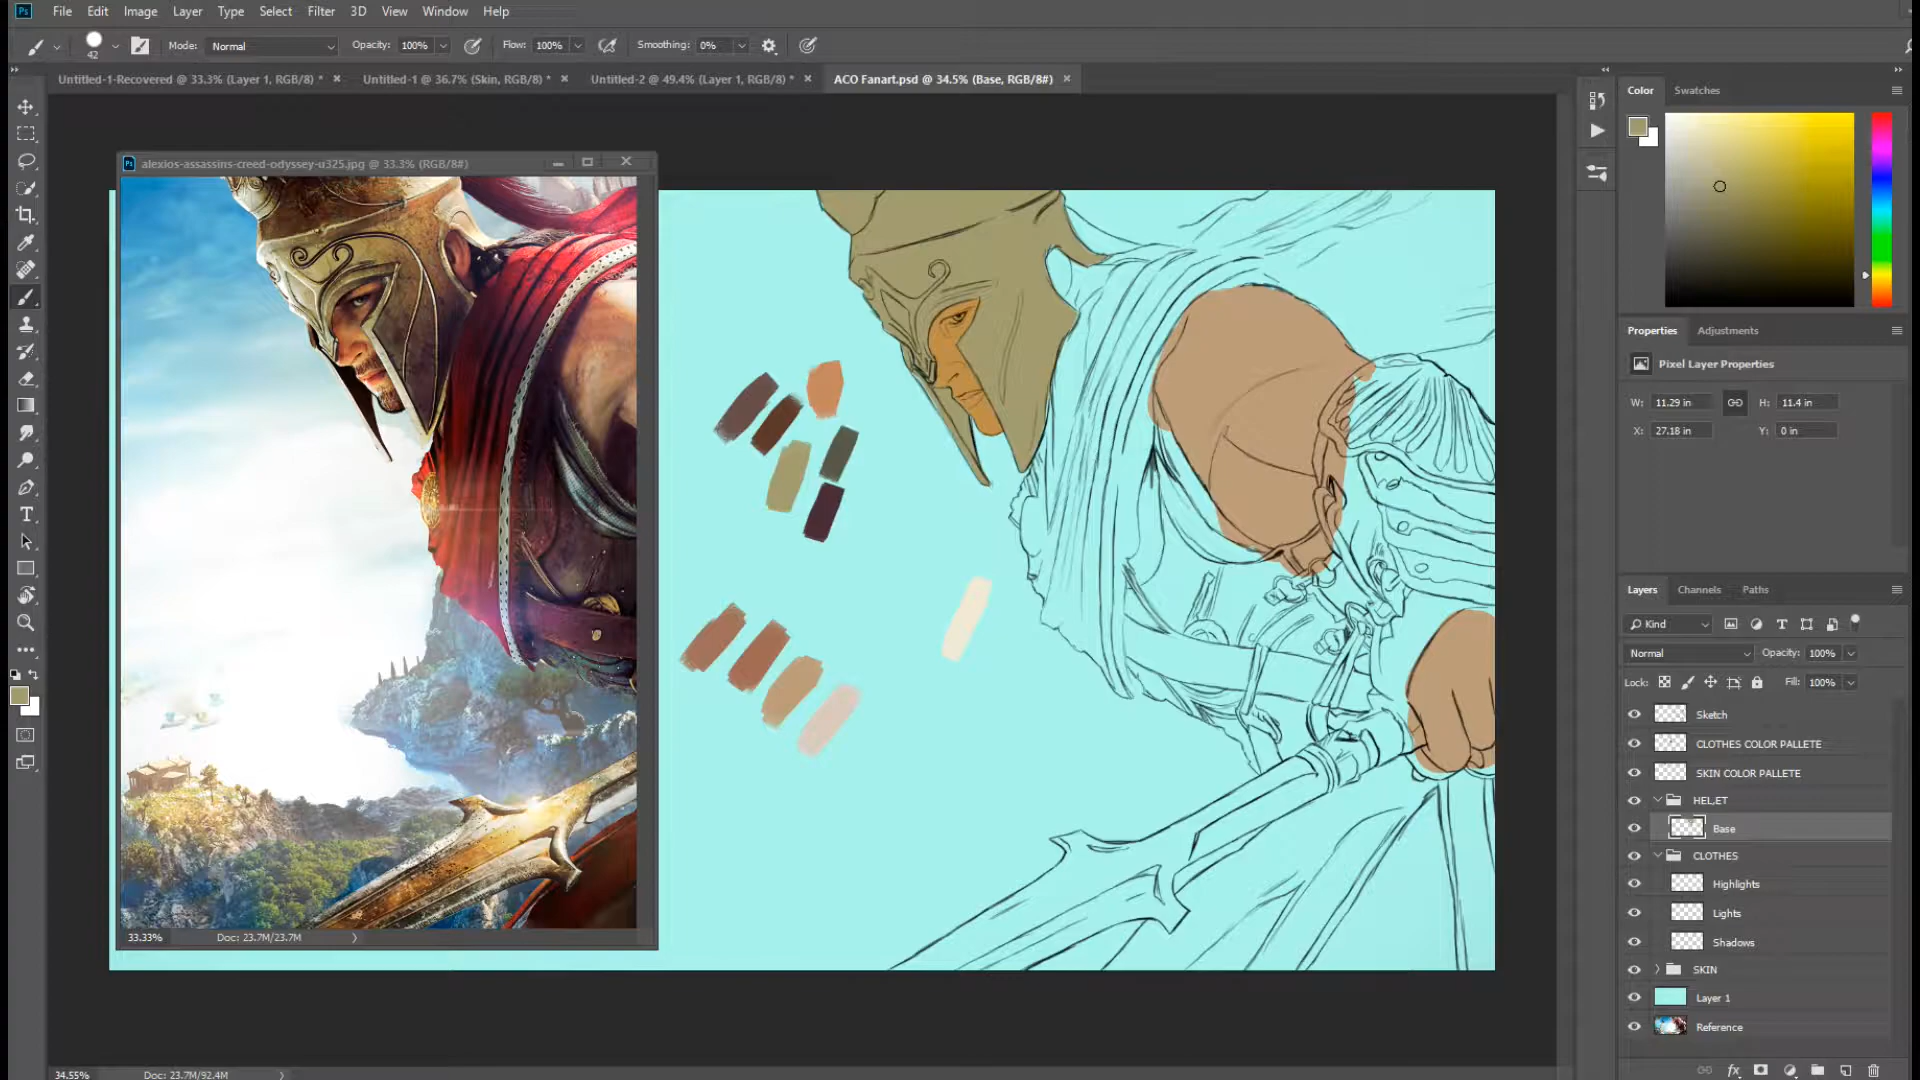 Ps File Edit Image Layer Type Select Filter 3D View Window Help
42 Mode: Normal Opacity: 100% Flow: 100% Smoothing: 0%
Untitled-1-Recovered @ 33.3% (Layer 1, RGB/8) * × Untitled-1 @ 36.7% (Skin, RGB/8) * × Untitled-2 @ 49.4% (Layer 1, RGB/8) * × ACO Fanart.psd @ 34.5% (Base, RGB/8#) ×
Color Swatches
Ps alexios-assassins-creed-odyssey-u325.jpg @ 33.3% (RGB/8#)
Properties Adjustments
Pixel Layer Properties
W: 11.29 in H: 11.4 in
X: 27.18 in Y: 0 in
Layers Channels Paths
Kind
Normal Opacity: 100%
Lock: Fill: 100%
Sketch
CLOTHES COLOR PALLETE
SKIN COLOR PALLETE
HEL,ET
Base
CLOTHES
Highlights
Lights
Shadows
SKIN
Layer 1
Reference
33.33% Doc: 23.7M/23.7M
34.55% Doc: 23.7M/92.4M
fx